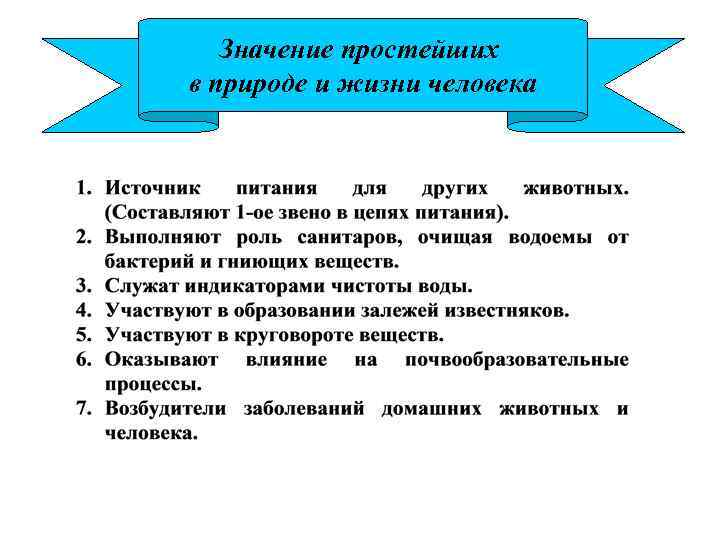 Значение простейших
в природе и жизни человека
1. Источник питания для других животных.
(Составляют 1-ое звено в цепях питания).
2. Выполняют роль санитаров, очищая водоемы от
бактерий и гниющих веществ.
3. Служат индикаторами чистоты воды.
4. Участвуют в образовании залежей известняков.
5. Участвуют в круговороте веществ.
6. Оказывают влияние на почвообразовательные
процессы.
7. Возбудители заболеваний домашних животных и
человека.